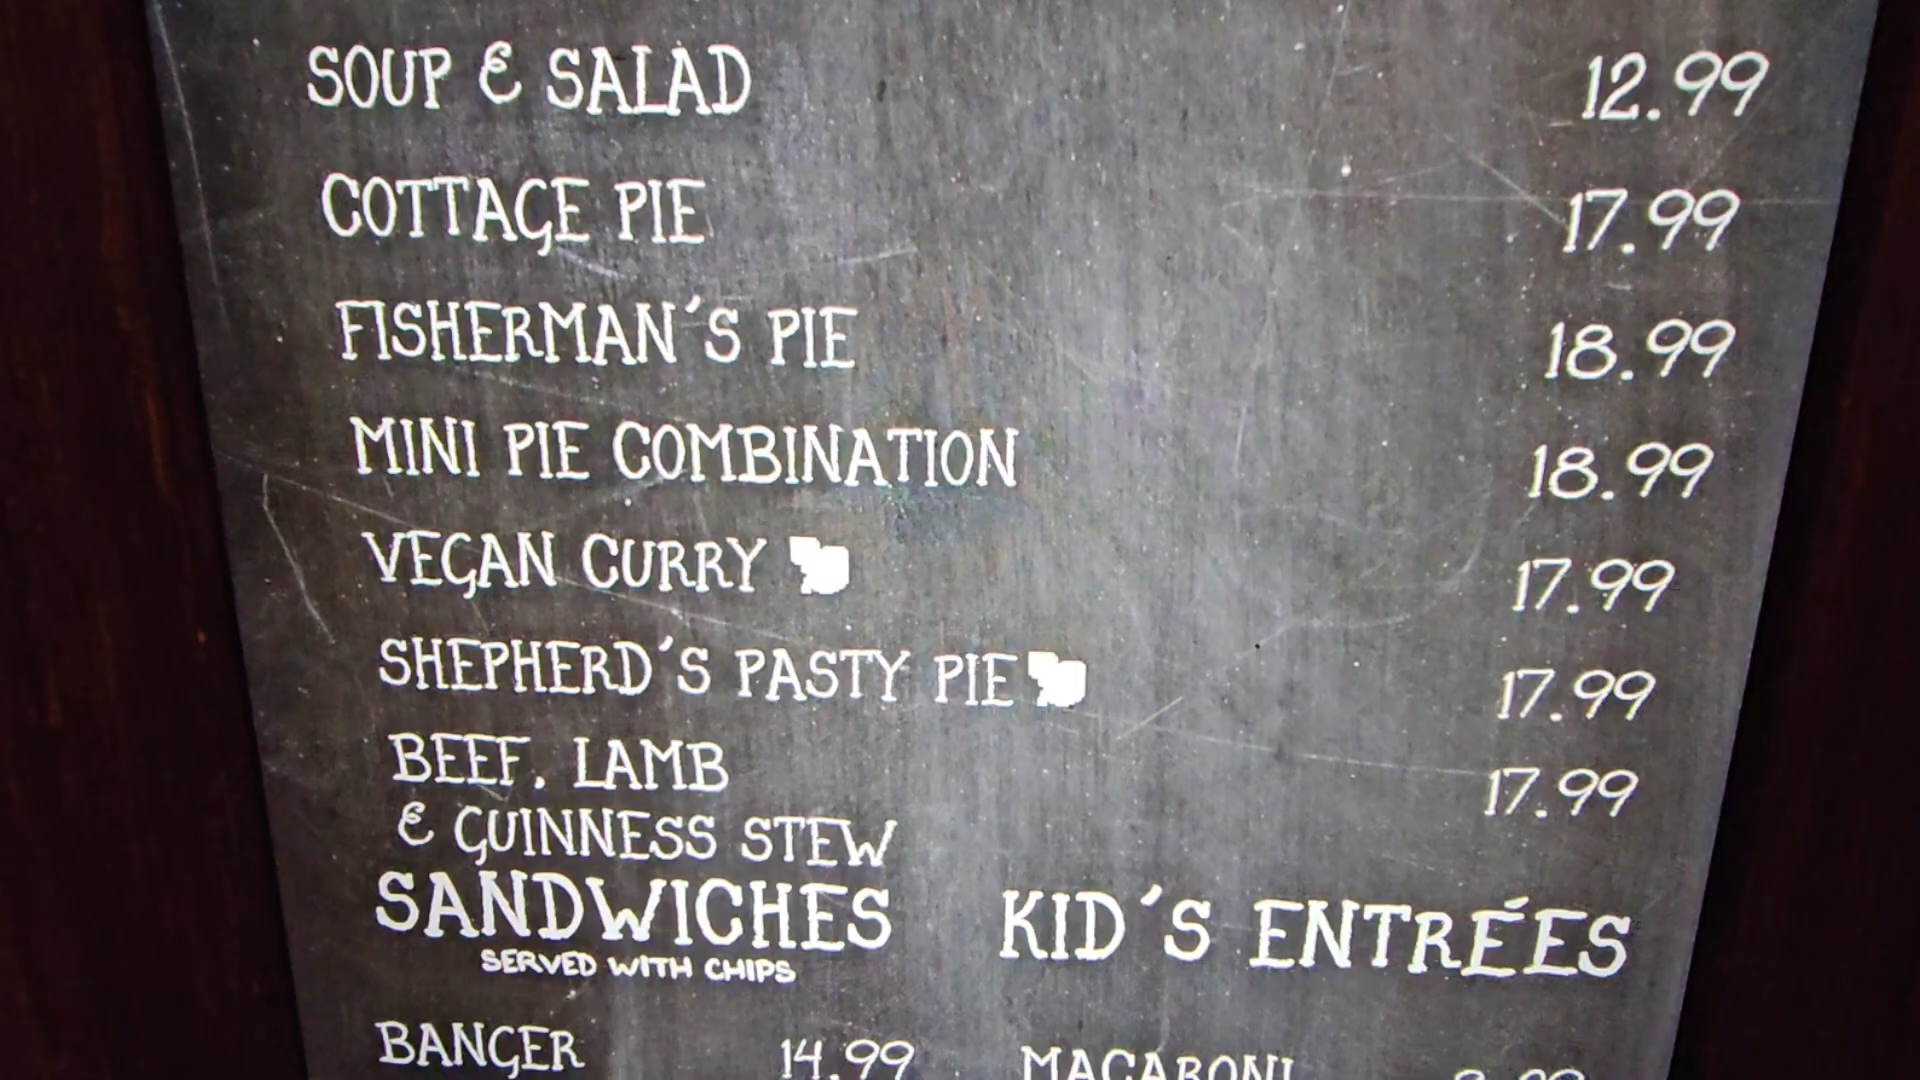 SOUP & SALAD 12.99
COTTAGE PIE 17.99
FISHERMAN'S PIE 18.99
MINI PIE COMBINATION 18.99
VEGAN CURRY 17.99
SHEPHERD'S PASTY PIE 17.99
BEEF, LAMB 17.99
& GUINNESS STEW
SANDWICHES
SERVED WITH CHIPS
BANGER 14.99
KID'S ENTRÉES
MACARONI